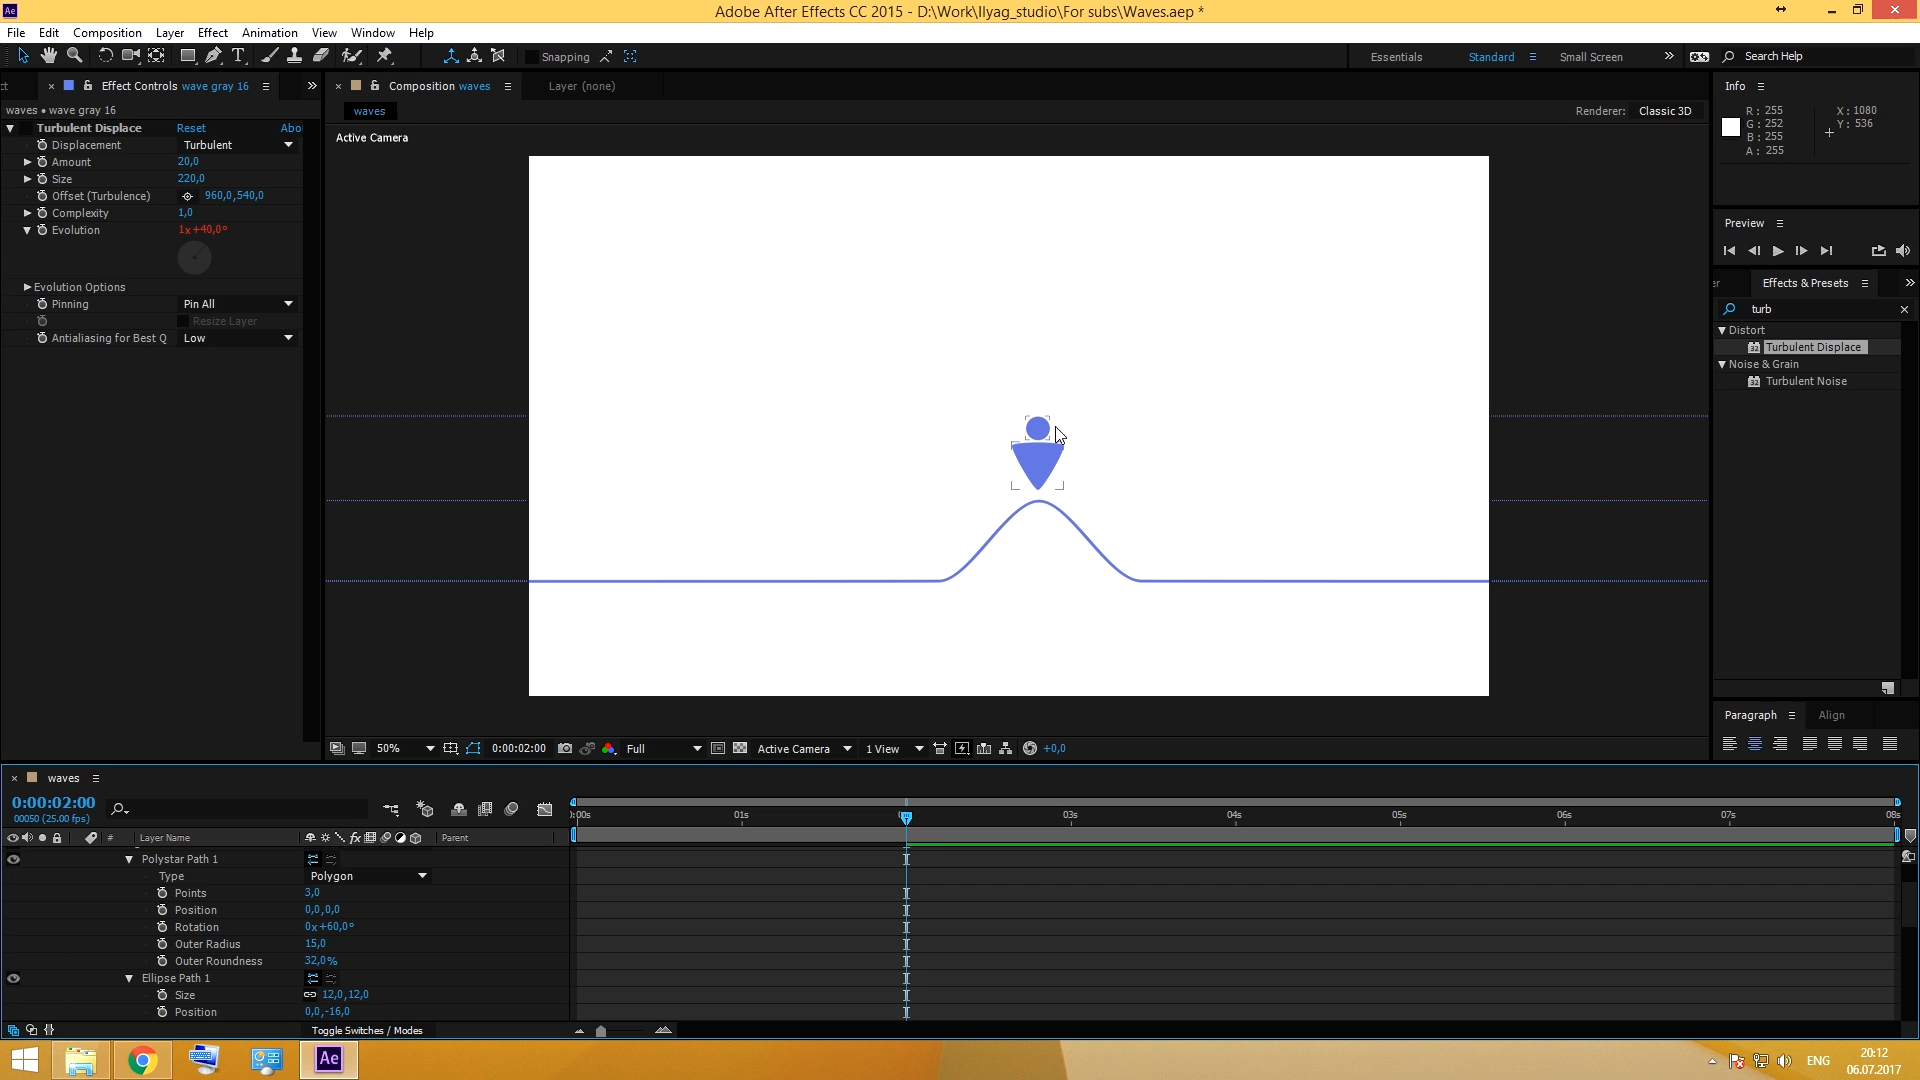 Ae
Adobe After Effects CC 2015 - D:\Work\Ilyag_studio\For subs\Waves.aep *
File Edit Composition Layer Effect Animation View Window Help
Snapping
Essentials Standard Small Screen Search Help
Effect Controls wave gray 16
Composition waves
Layer (none)
Info
waves • wave gray 16
waves
Renderer: Classic 3D
R: 255
G: 252
B: 255
A: 255
X: 1080
Y: 536
Turbulent Displace Reset Abo
Active Camera
Displacement Turbulent
Amount 20,0
Size 220,0
Offset (Turbulence) 960,0,540,0
Complexity 1,0
Evolution 1x+40,0°
Evolution Options
Pinning Pin All
Resize Layer
Antialiasing for Best Q Low
Preview
er Effects & Presets
turb
Distort
32 Turbulent Displace
Noise & Grain
32 Turbulent Noise
Paragraph Align
50% 0:00:02:00 Full Active Camera 1 View +0,0
waves
0:00:02:00
00050 (25.00 fps)
# Layer Name fx Parent
:00s 01s 03s 04s 05s 06s 07s 08s
Polystar Path 1
Type Polygon
Points 3,0
Position 0,0,0,0
Rotation 0x+60,0°
Outer Radius 15,0
Outer Roundness 32,0%
Ellipse Path 1
Size 12,0,12,0
Position 0,0,-16,0
Toggle Switches / Modes
Ae
ENG
20:12
06.07.2017